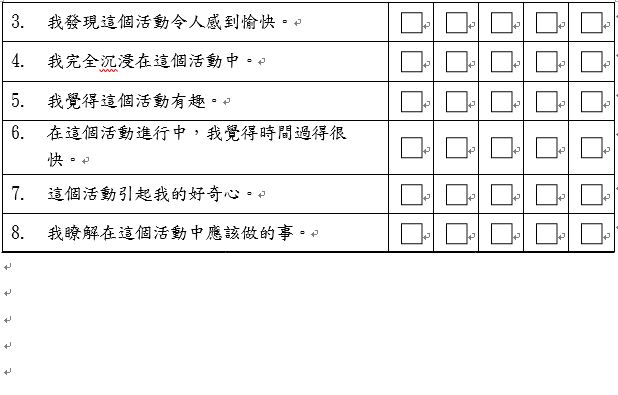 3. 我發現這個活動令人感到愉快。
4. 我完全沉浸在這個活動中。
5. 我覺得這個活動有趣。
6. 在這個活動進行中，我覺得時間過得很
快。
7. 這個活動引起我的好奇心。
8. 我瞭解在這個活動中應該做的事。